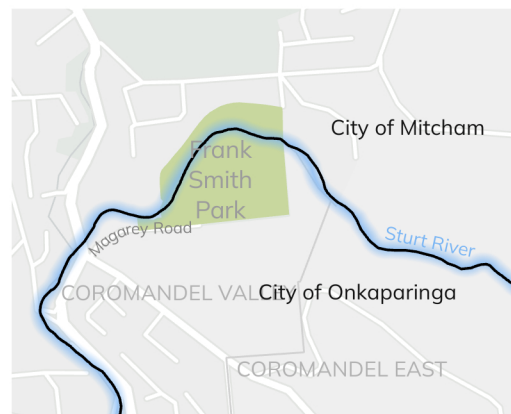 City of Mitcham
Frank
Smith
Park
Magarey Road
Sturt River
COROMANDEL VALLEY
City of Onkaparinga
COROMANDEL EAST